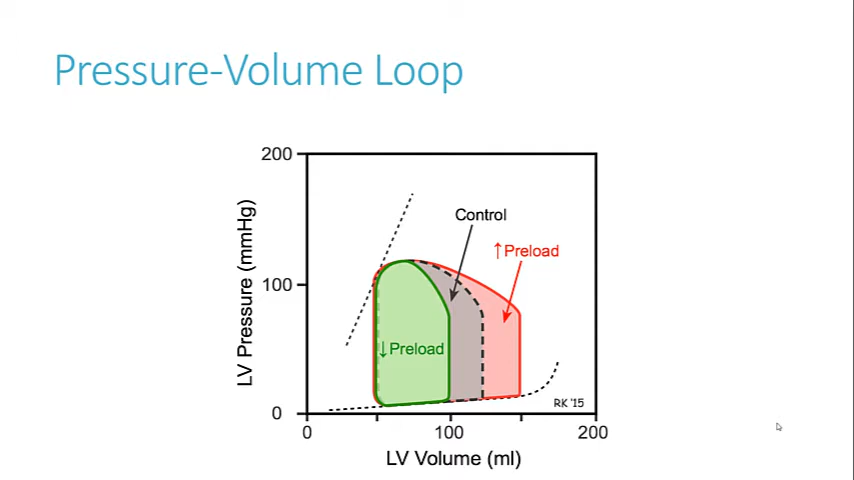 Pressure-Volume Loop
200
Control
↑Preload
LV Pressure (mmHg)
100
↓Preload
RK '15
0
0
100
200
LV Volume (ml)